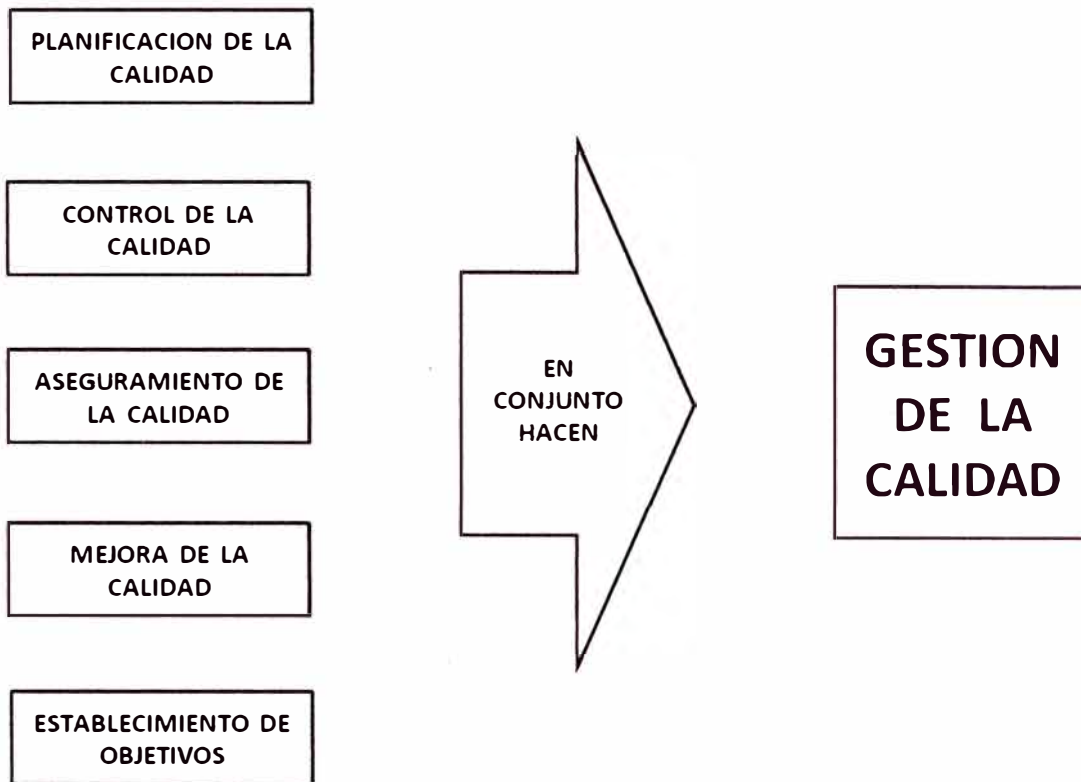 PLANIFICACION DE LA
CALIDAD
CONTROL DE LA
CALIDAD
ASEGURAMIENTO DE
LA CALIDAD
MEJORA DE LA
CALIDAD
ESTABLECIMIENTO DE
OBJETIVOS
EN
CONJUNTO
HACEN
GESTION
DE LA
CALIDAD